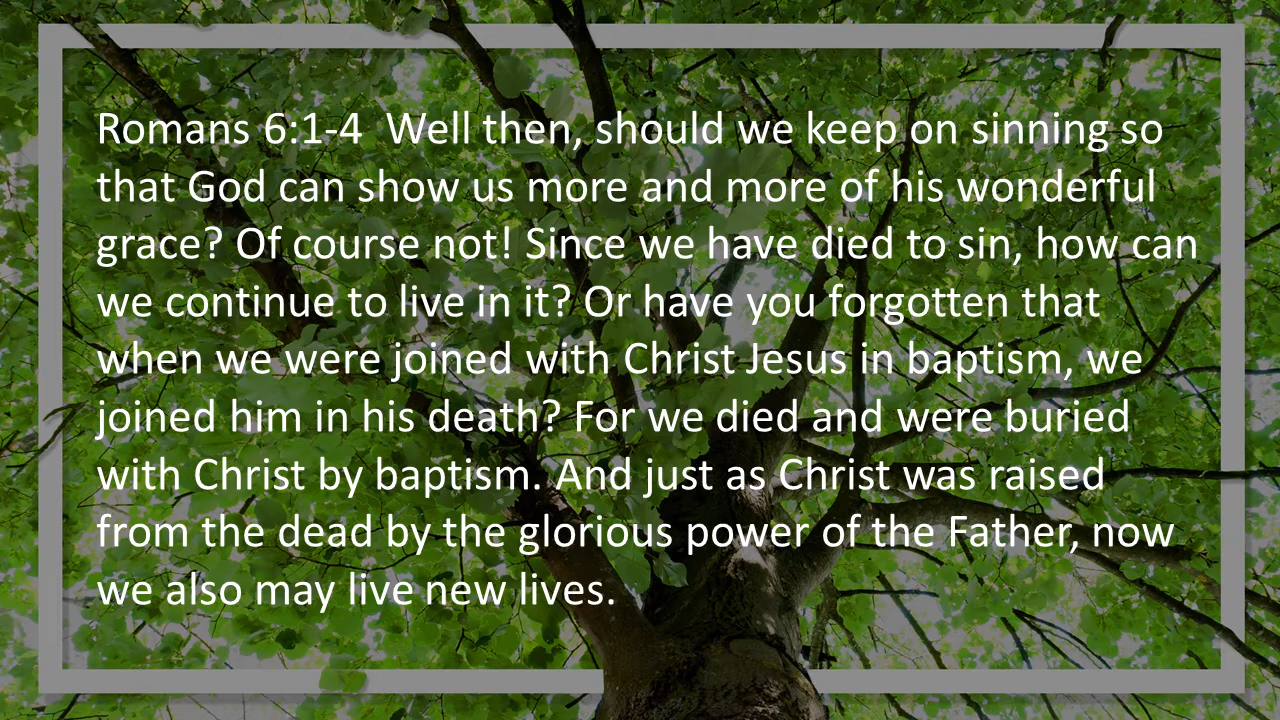 Romans 6:1-4  Well then, should we keep on sinning so
that God can show us more and more of his wonderful
grace? Of course not! Since we have died to sin, how can
we continue to live in it? Or have you forgotten that
when we were joined with Christ Jesus in baptism, we
joined him in his death? For we died and were buried
with Christ by baptism. And just as Christ was raised
from the dead by the glorious power of the Father, now
we also may live new lives.